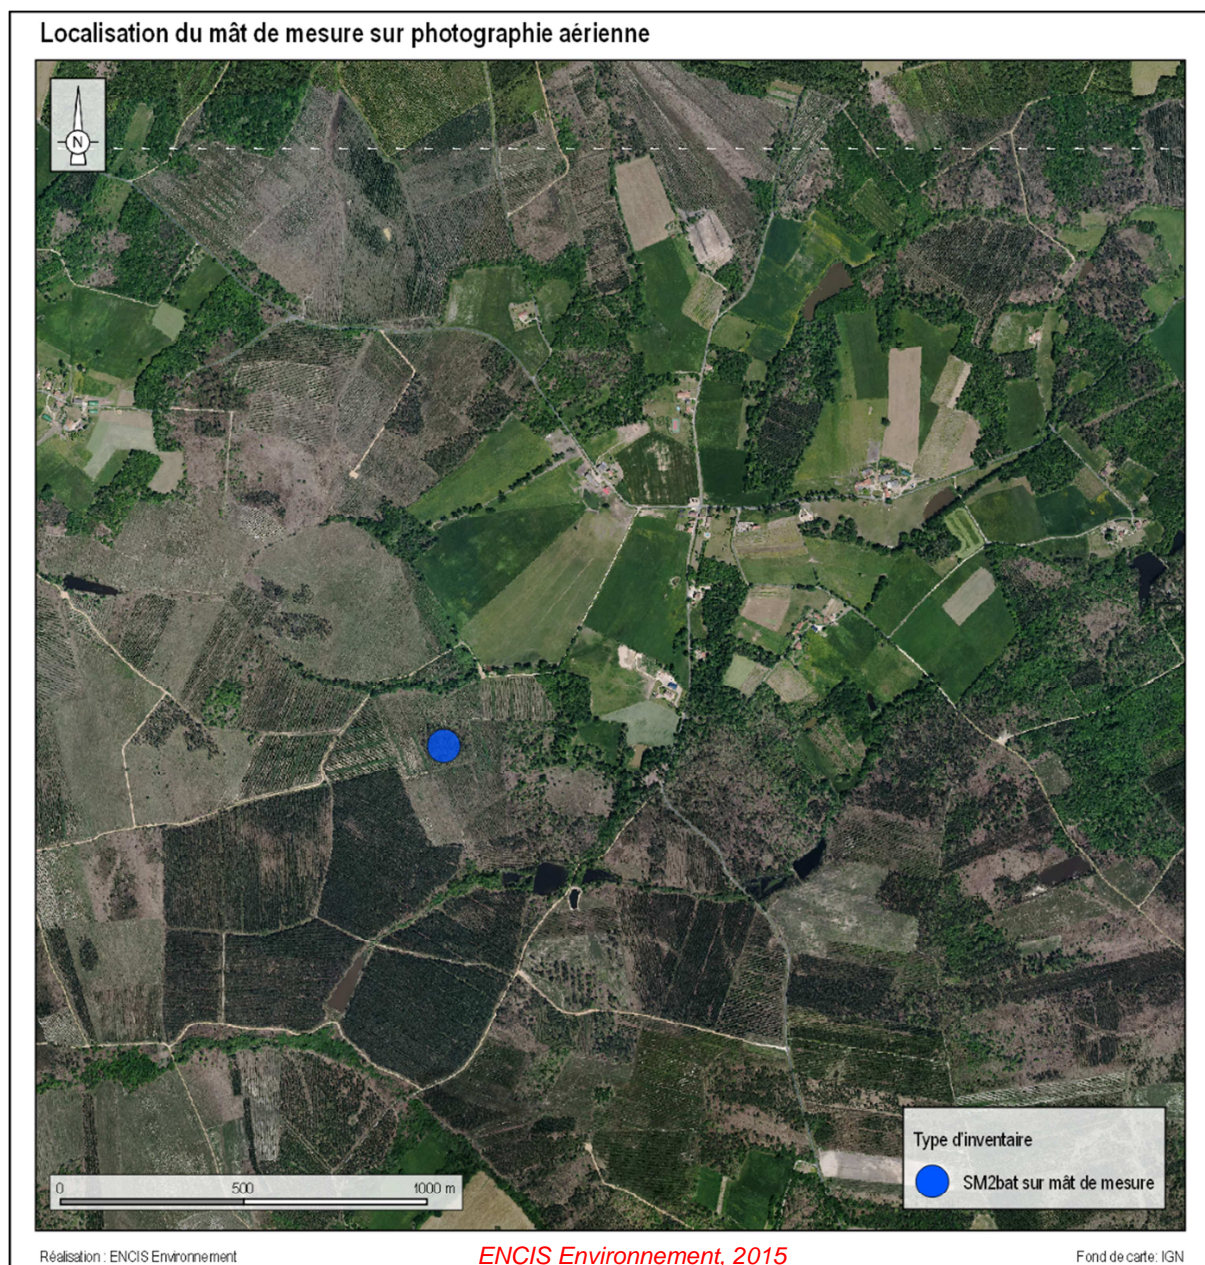 Localisation du mât de mesure sur photographie aérienne
N
Type d'inventaire
SM2bat sur mât de mesure
0 500 1000 m
Réalisation : ENCIS Environnement
ENCIS Environnement, 2015
Fond de carte: IGN